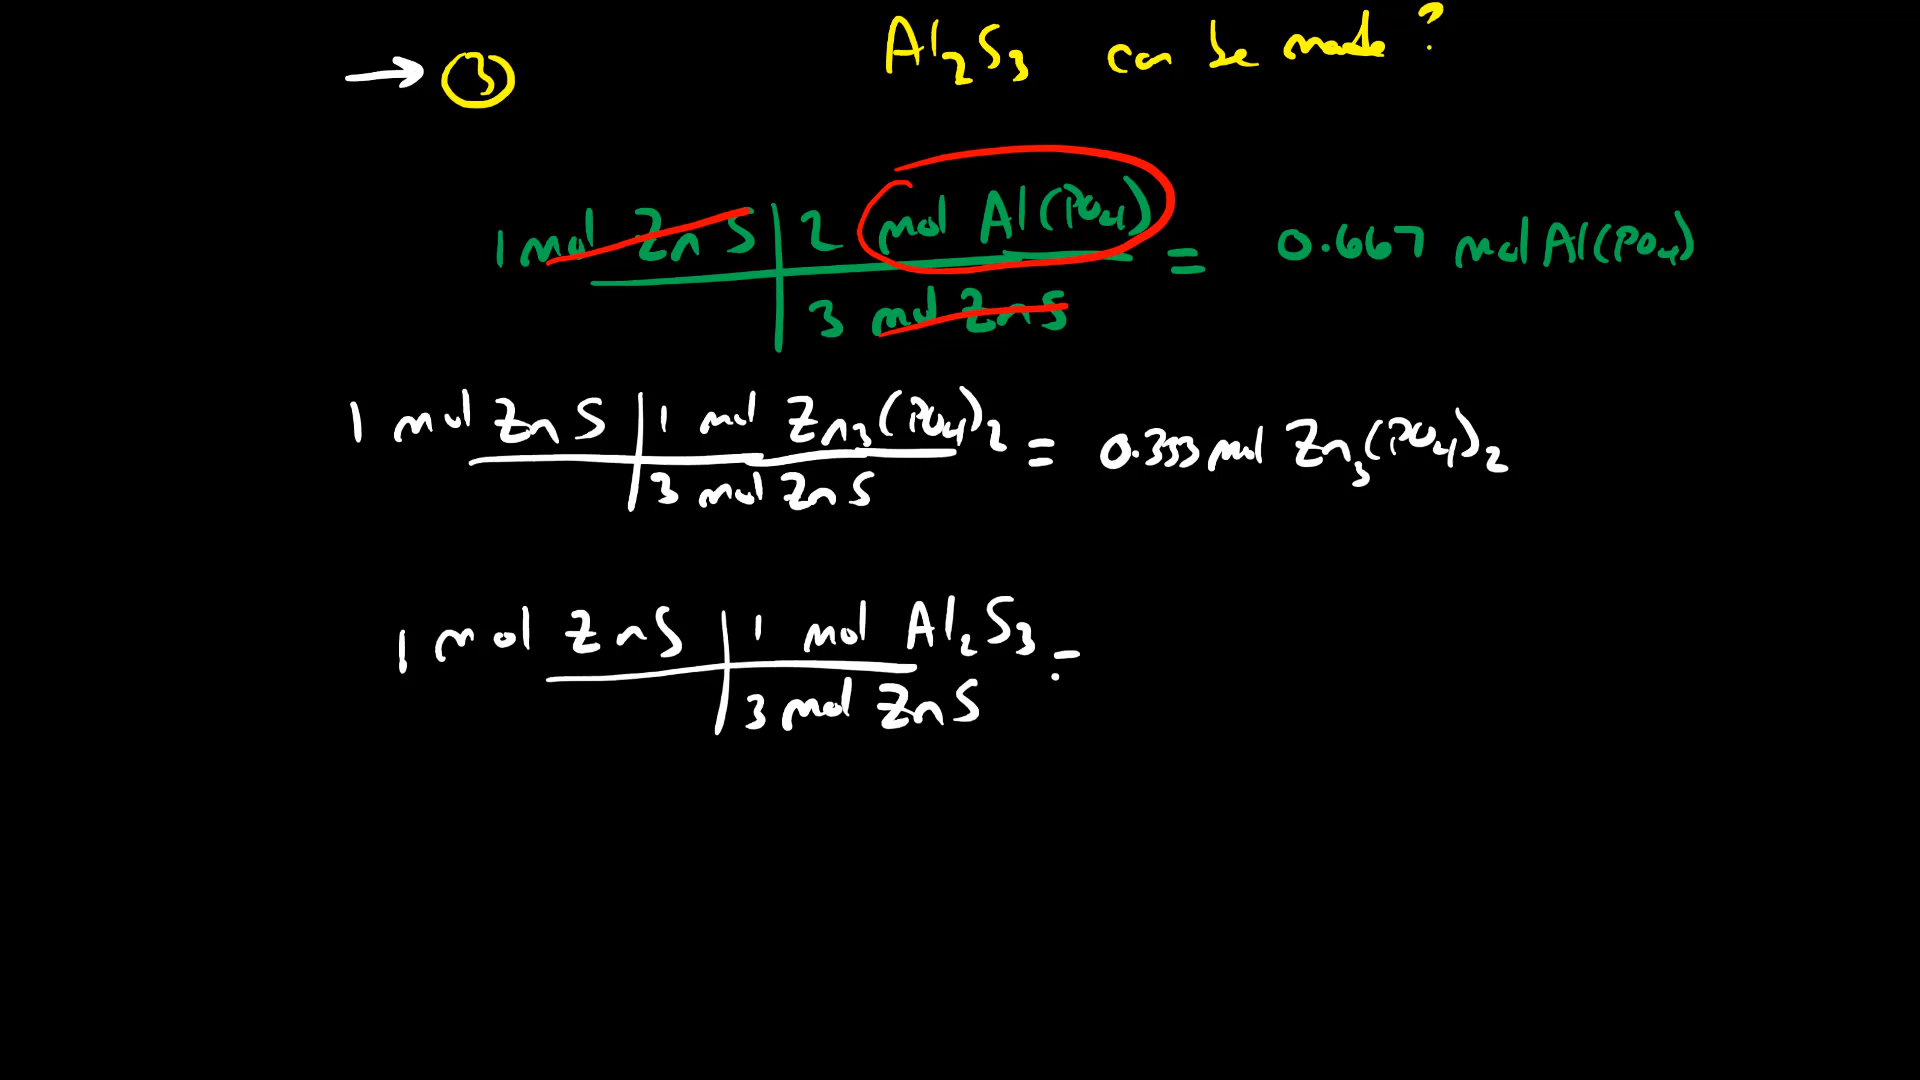 Al₂S₃ can be made?
→ ③
1 mol ZnS | 2 mol Al(PO₄) = 0.667 mol Al(PO₄)
3 mol ZnS
1 mol ZnS | 1 mol Zn₃(PO₄)₂ = 0.333 mol Zn₃(PO₄)₂
3 mol ZnS
1 mol ZnS | 1 mol Al₂S₃ =
3 mol ZnS